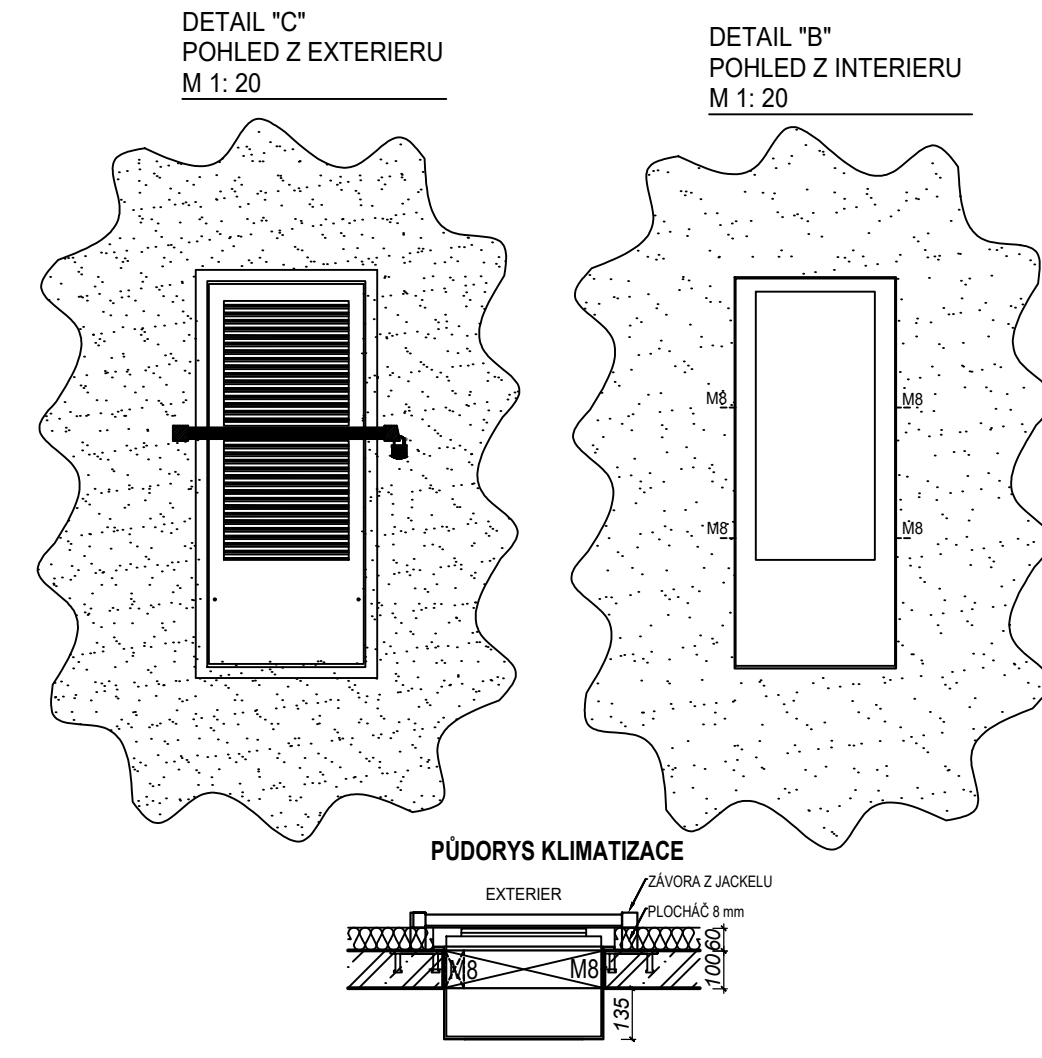 DETAIL "C"
POHLED Z EXTERIERU
M 1: 20
DETAIL "B"
POHLED Z INTERIERU
M 1: 20
M8
M8
M8
M8
PŮDORYS KLIMATIZACE
EXTERIER
ZÁVORA Z JACKELU
PLOCHÁČ 8 mm
60
100
M8
M8
135